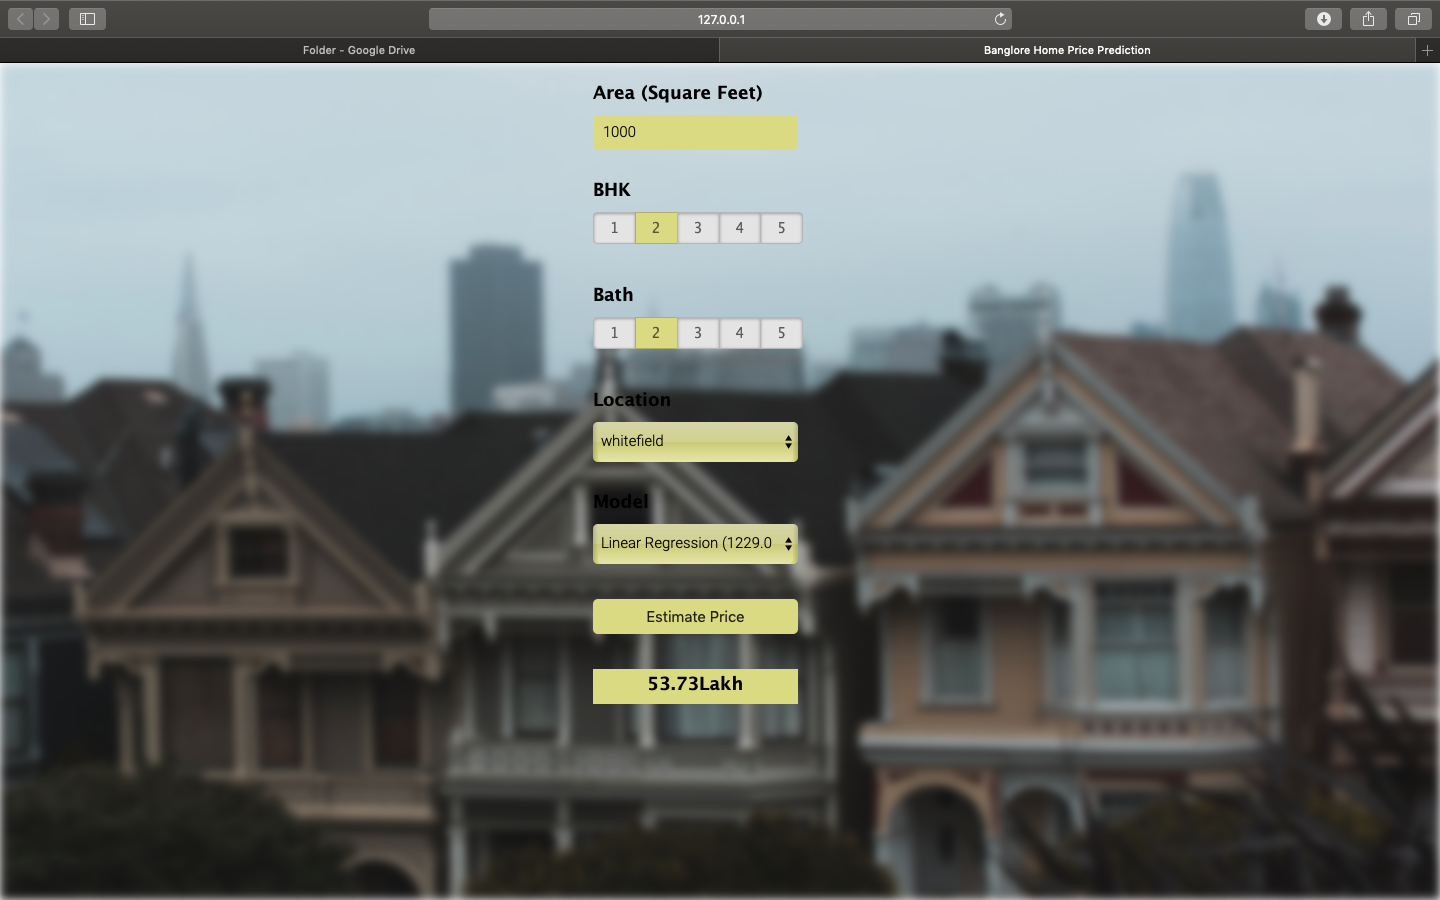 127.0.0.1
Folder - Google Drive
Banglore Home Price Prediction
Area (Square Feet)
1000
BHK
1 2 3 4 5
Bath
1 2 3 4 5
Location
whitefield
Model
Linear Regression (1229.0
Estimate Price
53.73Lakh